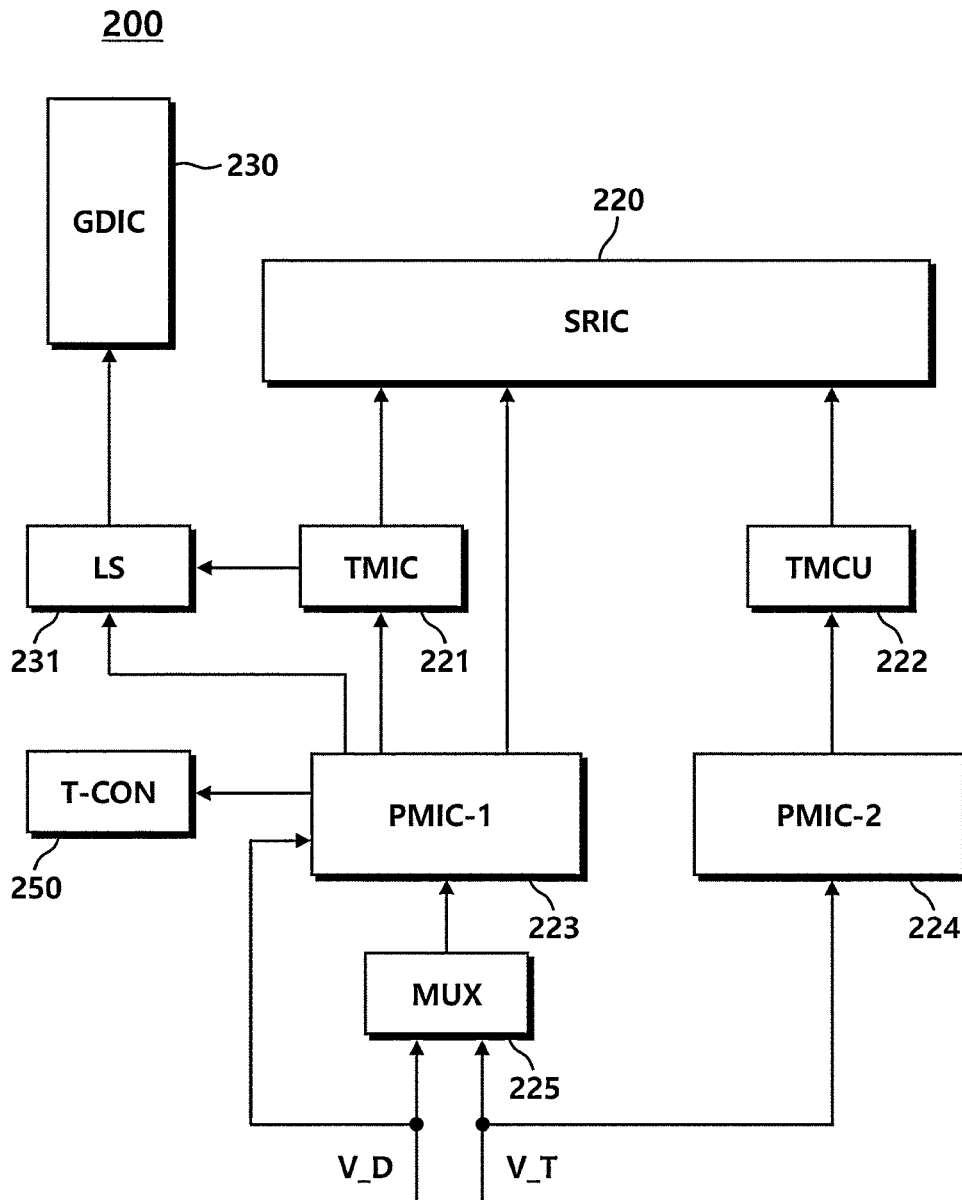 200
230
GDIC
220
SRIC
LS
TMIC
TMCU
231
221
222
T-CON
PMIC-1
PMIC-2
250
223
224
MUX
225
V_D
V_T